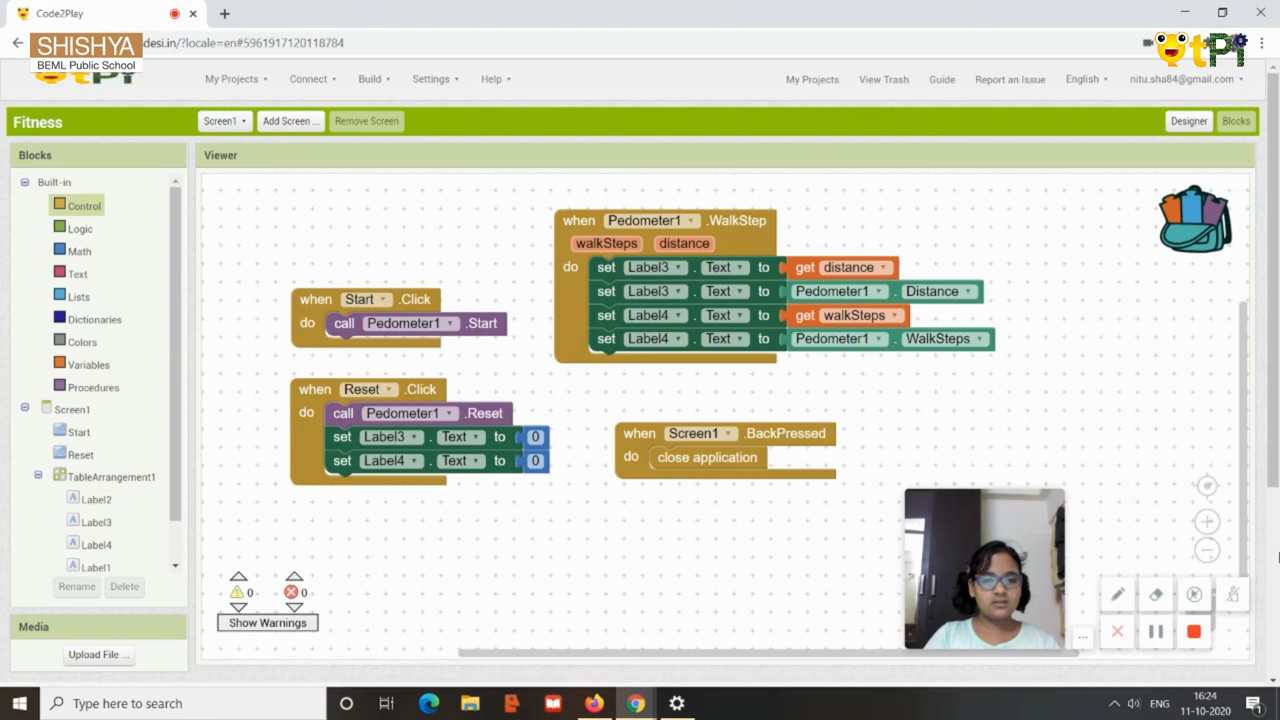 Code2Play
SHISHYA
BEML Public School
desi.in/?locale=en#5961917120118784
QtPi
My Projects
Connect
Build
Settings
Help
My Projects
View Trash
Guide
Report an Issue
English
nitu.sha84@gmail.com
Fitness
Screen1
Add Screen ...
Remove Screen
Designer
Blocks
Blocks
Viewer
Built-in
Control
Logic
Math
Text
Lists
Dictionaries
Colors
Variables
Procedures
Screen1
Start
Reset
TableArrangement1
Label2
Label3
Label4
Label1
Rename
Delete
Media
Upload File ...
when Start .Click
do call Pedometer1 .Start
when Reset .Click
do call Pedometer1 .Reset
set Label3 . Text to 0
set Label4 . Text to 0
when Pedometer1 .WalkStep
walkSteps distance
do set Label3 . Text to get distance
set Label3 . Text to Pedometer1 . Distance
set Label4 . Text to get walkSteps
set Label4 . Text to Pedometer1 . WalkSteps
when Screen1 .BackPressed
do close application
0 0
Show Warnings
Type here to search
ENG
16:24
11-10-2020
1